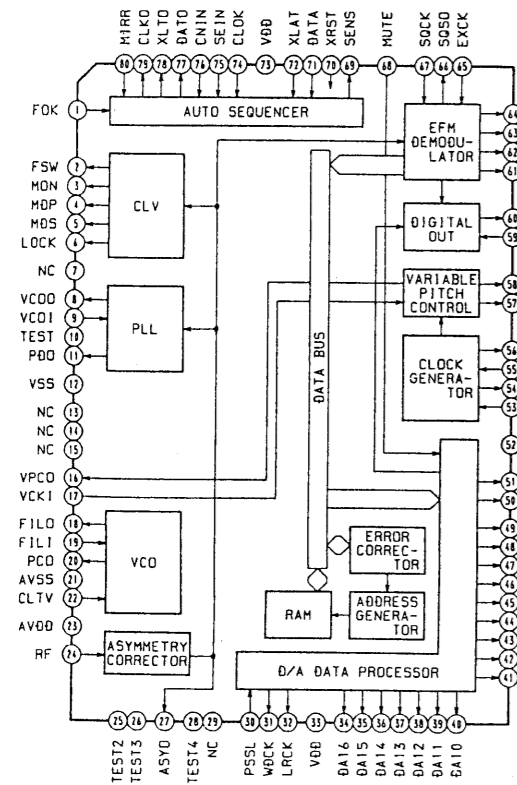 MIRR
CLKO
XLTO
DATO
CNIN
SEIN
CLOK
VDD
XLAT
DATA
XRST
SENS
MUTE
SQCK
SQSO
EXCK
80
79
78
77
76
75
74
73
72
71
70
69
68
67
66
65
FOK 1
AUTO SEQUENCER
EFM
DEMODU-
LATOR
64
63
62
61
FSW 2
MON 3
MDP 4
MDS 5
LOCK 6
CLV
DIGITAL
OUT
60
59
NC 7
VCOO 8
VCOI 9
TEST 10
PDO 11
PLL
VARIABLE
PITCH
CONTROL
58
57
DATA BUS
CLOCK
GENERA-
TOR
56
55
54
53
VSS 12
NC 13
NC 14
NC 15
52
VPCO 16
VCKI 17
51
50
FILO 18
FILI 19
PCO 20
AVSS 21
CLTV 22
VCO
ERROR
CORREC-
TOR
RAM
ADDRESS
GENERA-
TOR
49
48
47
46
45
44
43
42
41
AVDD 23
RF 24
ASYMMETRY
CORRECTOR
D/A DATA PROCESSOR
25
26
27
28
29
30
31
32
33
34
35
36
37
38
39
40
TEST2
TEST3
ASYO
TEST4
NC
PSSL
WDCK
LRCK
VDD
DA16
DA15
DA14
DA13
DA12
DA11
DA10